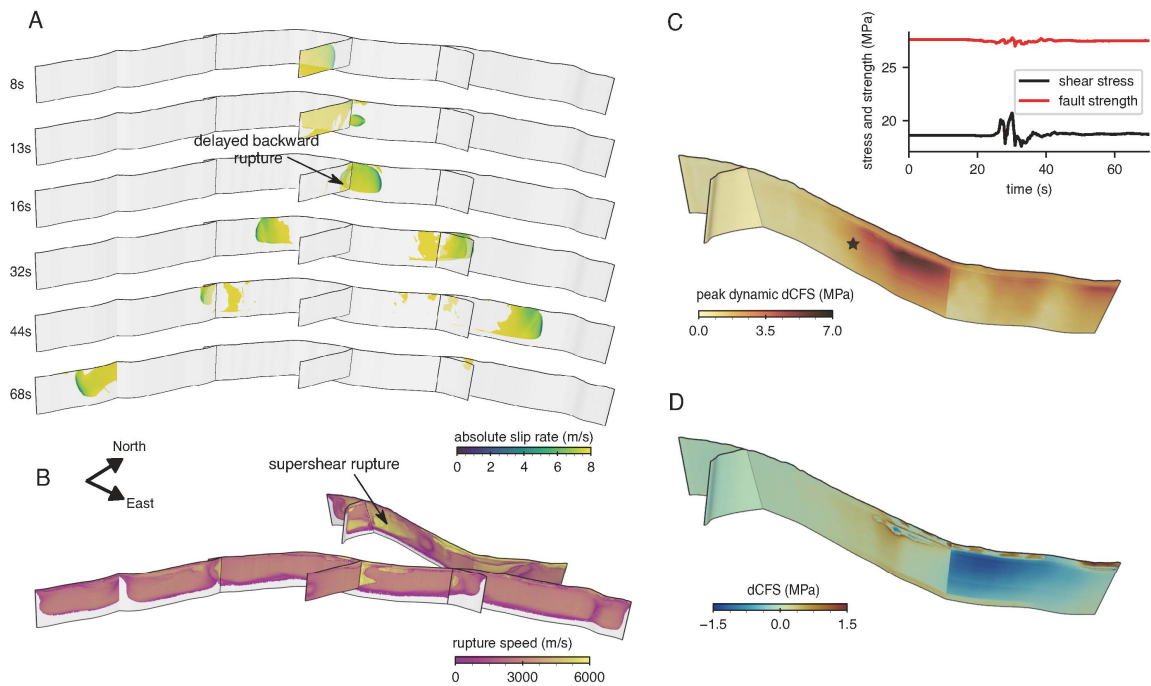 A
8s
13s
delayed backward
rupture
16s
32s
44s
68s
absolute slip rate (m/s)
0 2 4 6 8
North
East
B
supershear rupture
rupture speed (m/s)
0 3000 6000
C
stress and strength (MPa)
25
20
shear stress
fault strength
0 20 40 60
time (s)
peak dynamic dCFS (MPa)
0.0 3.5 7.0
D
dCFS (MPa)
−1.5 0.0 1.5